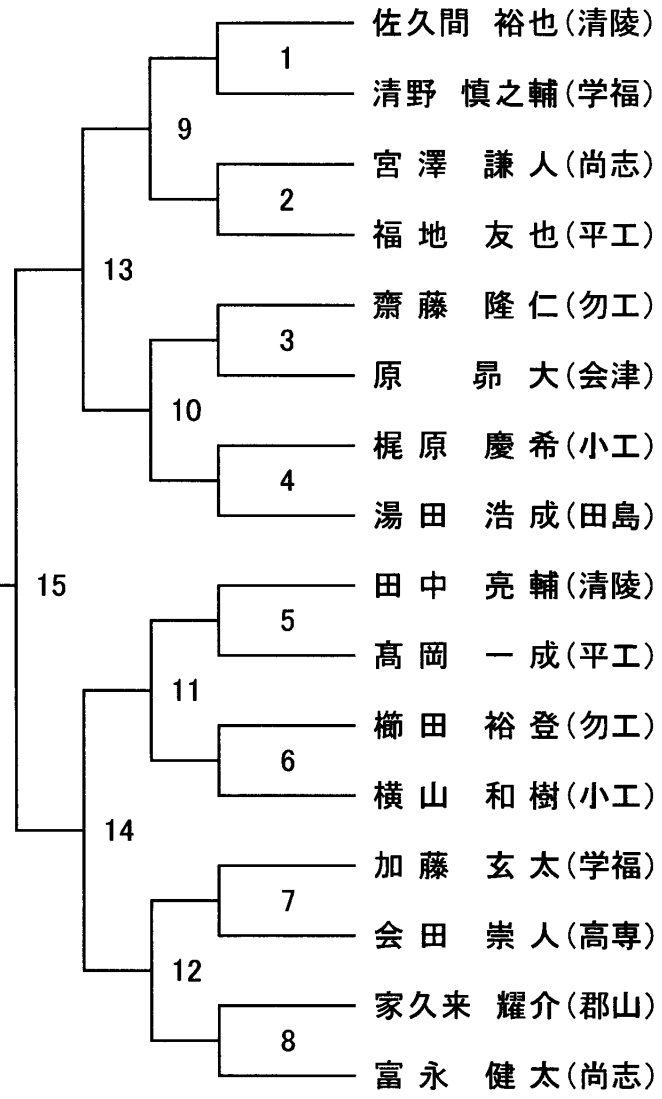 佐久間 裕也(清陵)
1
清野 慎之輔(学福)
9
宮澤 謙人(尚志)
2
福地 友也(平工)
13
齋藤 隆仁(勿工)
3
原 昴大(会津)
10
梶原 慶希(小工)
4
湯田 浩成(田島)
15
田中 亮輔(清陵)
5
髙岡 一成(平工)
11
櫛田 裕登(勿工)
6
横山 和樹(小工)
14
加藤 玄太(学福)
7
会田 崇人(高専)
12
家久来 耀介(郡山)
8
富永 健太(尚志)